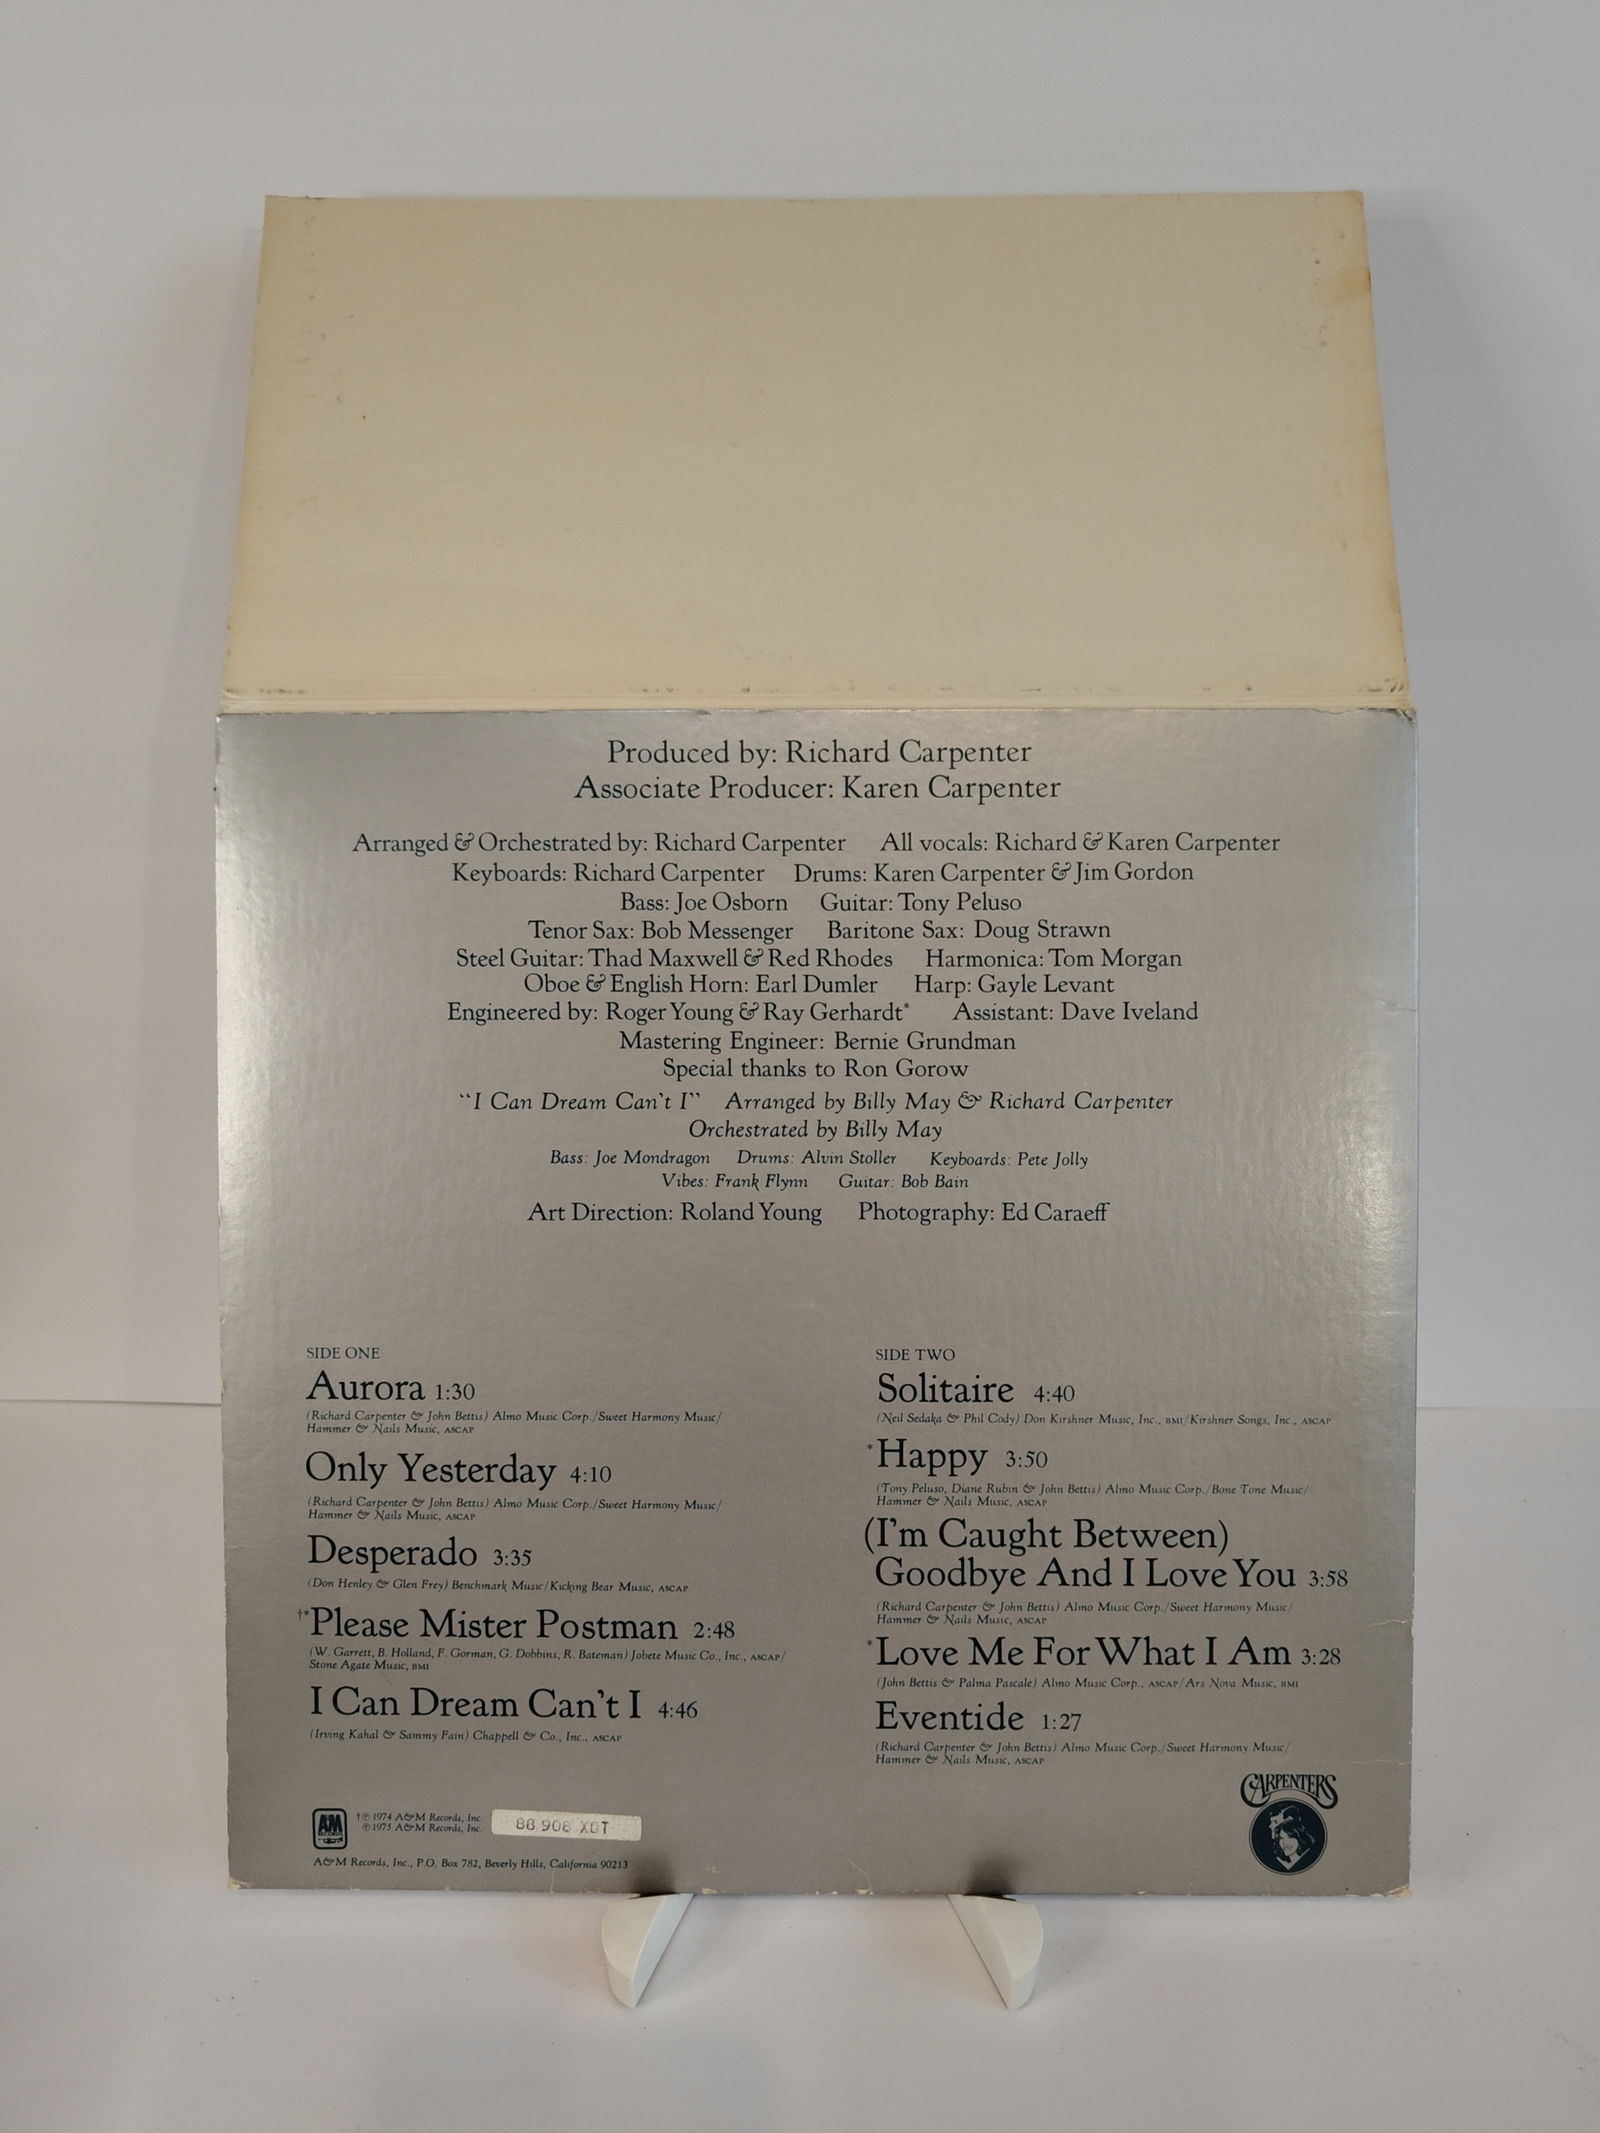 Produced by: Richard Carpenter
Associate Producer: Karen Carpenter
Arranged & Orchestrated by: Richard Carpenter All vocals: Richard & Karen Carpenter
Keyboards: Richard Carpenter Drums: Karen Carpenter & Jim Gordon
Bass: Joe Osborn Guitar: Tony Peluso
Tenor Sax: Bob Messenger Baritone Sax: Doug Strawn
Steel Guitar: Thad Maxwell & Red Rhodes Harmonica: Tom Morgan
Oboe & English Horn: Earl Dumler Harp: Gayle Levant
Engineered by: Roger Young & Ray Gerhardt* Assistant: Dave Iveland
Mastering Engineer: Bernie Grundman
Special thanks to Ron Gorow
"I Can Dream Can't I" Arranged by Billy May & Richard Carpenter
Orchestrated by Billy May
Bass: Joe Mondragon Drums: Alvin Stoller Keyboards: Pete Jolly
Vibes: Frank Flynn Guitar: Bob Bain
Art Direction: Roland Young Photography: Ed Caraeff
SIDE ONE
Aurora 1:30
(Richard Carpenter & John Bettis) Almo Music Corp./Sweet Harmony Music/
Hammer & Nails Music, ASCAP
Only Yesterday 4:10
(Richard Carpenter & John Bettis) Almo Music Corp./Sweet Harmony Music/
Hammer & Nails Music, ASCAP
Desperado 3:35
(Don Henley & Glen Frey) Benchmark Music/Kicking Bear Music, ASCAP
†*Please Mister Postman 2:48
(W. Garrett, B. Holland, F. Gorman, G. Dobbins, R. Bateman) Jobete Music Co., Inc., ASCAP/
Stone Agate Music, BMI
I Can Dream Can't I 4:46
(Irving Kahal & Sammy Fain) Chappell & Co., Inc., ASCAP
SIDE TWO
Solitaire 4:40
(Neil Sedaka & Phil Cody) Don Kirshner Music, Inc., BMI/Kirshner Songs, Inc., ASCAP
*Happy 3:50
(Tony Peluso, Diane Rubin & John Bettis) Almo Music Corp./Bone Tone Music/
Hammer & Nails Music, ASCAP
(I'm Caught Between)
Goodbye And I Love You 3:58
(Richard Carpenter & John Bettis) Almo Music Corp./Sweet Harmony Music/
Hammer & Nails Music, ASCAP
*Love Me For What I Am 3:28
(John Bettis & Palma Pascale) Almo Music Corp., ASCAP/Ars Nova Music, BMI
Eventide 1:27
(Richard Carpenter & John Bettis) Almo Music Corp./Sweet Harmony Music/
Hammer & Nails Music, ASCAP
CARPENTERS
A&M
RECORDS
†℗ 1974 A&M Records, Inc.
℗ 1975 A&M Records, Inc.
88 908 XOT
A&M Records, Inc., P.O. Box 782, Beverly Hills, California 90213